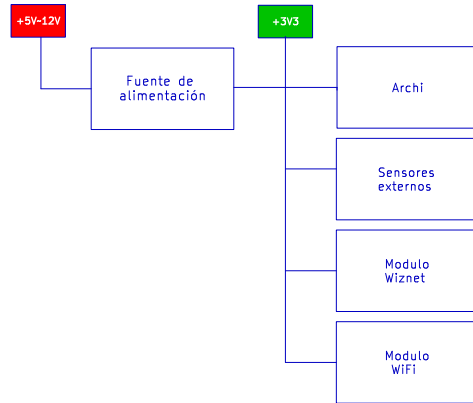 +5V-12V
+3V3
Fuente de
alimentación
Archi
Sensores
externos
Modulo
Wiznet
Modulo
WiFi